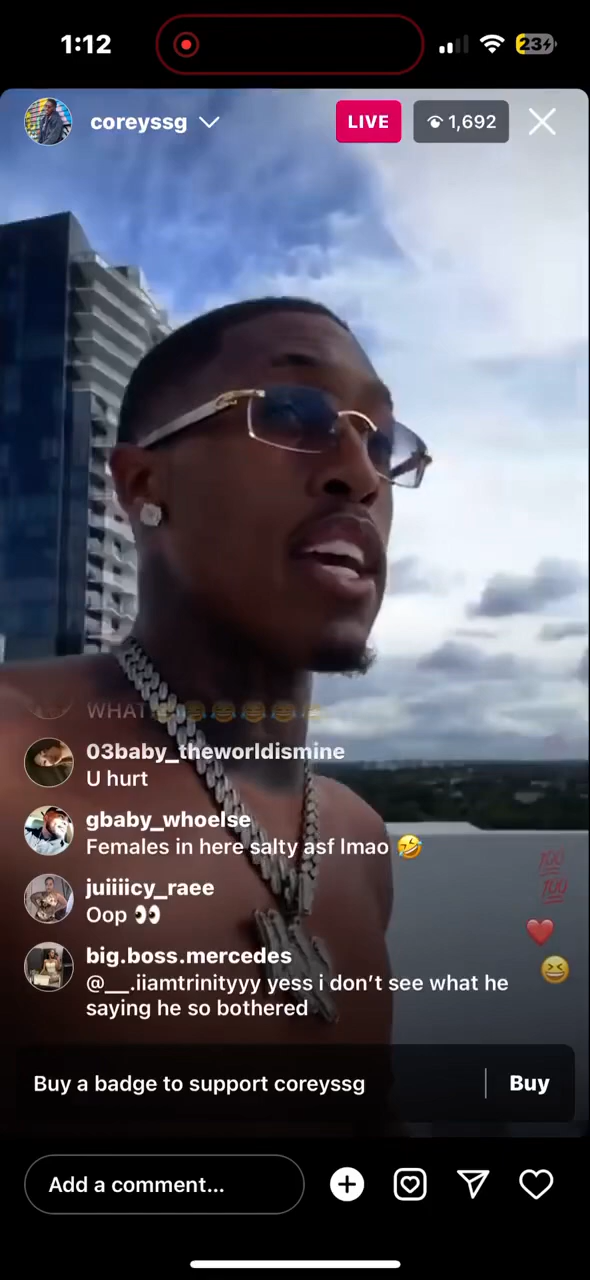 1:12
23
coreyssg
LIVE
1,692
WHAT😂😂😂😂
03baby_theworldismine
U hurt
gbaby_whoelse
Females in here salty asf lmao 🤣
juiiiicy_raee
Oop 👀
💯
💯
big.boss.mercedes
@__.iiamtrinityyy yess i don’t see what he
saying he so bothered
Buy a badge to support coreyssg
Buy
Add a comment...